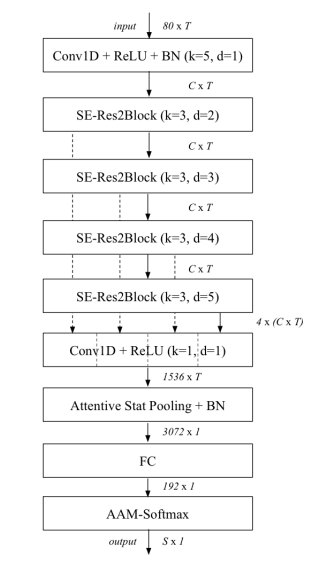 input 80 x T
Conv1D + ReLU + BN (k=5, d=1)
C x T
SE-Res2Block (k=3, d=2)
C x T
SE-Res2Block (k=3, d=3)
C x T
SE-Res2Block (k=3, d=4)
C x T
SE-Res2Block (k=3, d=5)
4 x (C x T)
Conv1D + ReLU (k=1, d=1)
1536 x T
Attentive Stat Pooling + BN
3072 x 1
FC
192 x 1
AAM-Softmax
output S x 1